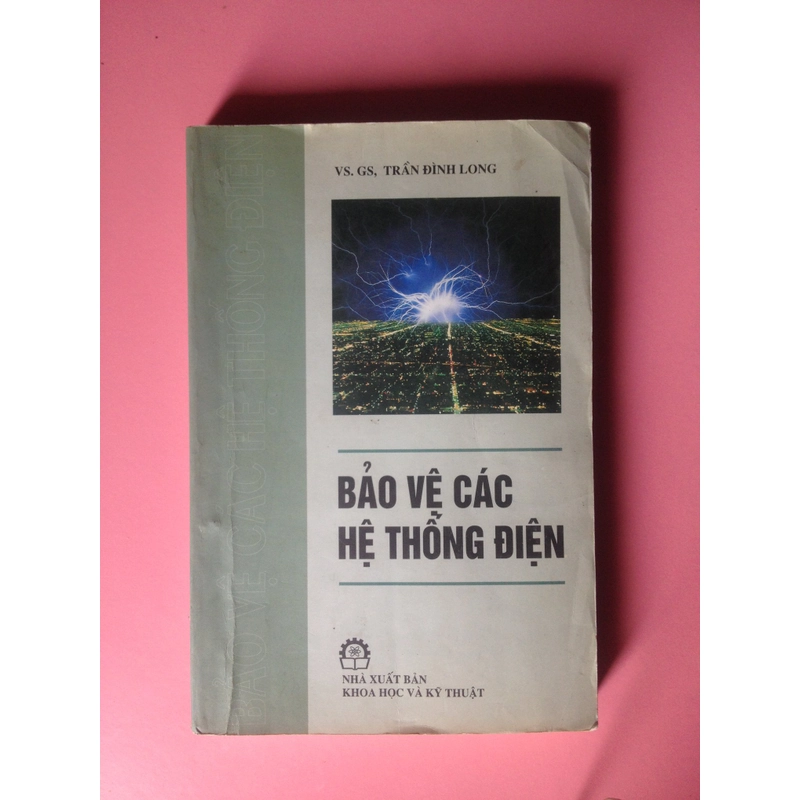 VS. GS, TRẦN ĐÌNH LONG
BẢO VỆ CÁC
HỆ THỐNG ĐIỆN
NHÀ XUẤT BẢN
KHOA HỌC VÀ KỸ THUẬT
BẢO VỆ CÁC HỆ THỐNG ĐIỆN